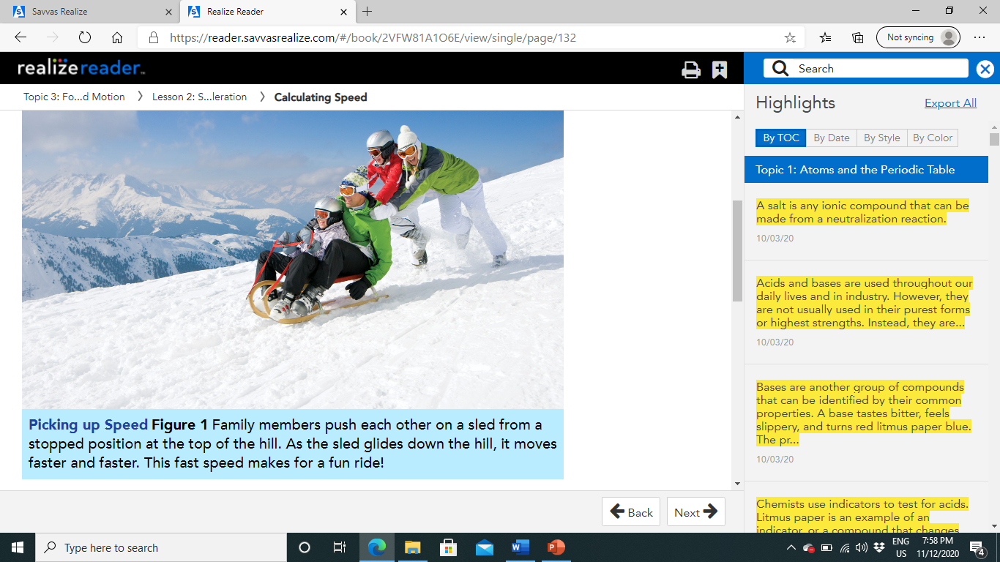 Savvas Realize
Realize Reader
https://reader.savvasrealize.com/#/book/2VFW81A1O6E/view/single/page/132
Not syncing
realizereader™
Search
Topic 3: Fo...d Motion
Lesson 2: S...leration
Calculating Speed
Highlights
Export All
By TOC
By Date
By Style
By Color
Topic 1: Atoms and the Periodic Table
A salt is any ionic compound that can be
made from a neutralization reaction.
10/03/20
Acids and bases are used throughout our
daily lives and in industry. However, they
are not usually used in their purest forms
or highest strengths. Instead, they are...
10/03/20
Bases are another group of compounds
that can be identified by their common
properties. A base tastes bitter, feels
slippery, and turns red litmus paper blue.
The pr...
10/03/20
Chemists use indicators to test for acids.
Litmus paper is an example of an
indicator, or a compound that changes
Picking up Speed Figure 1 Family members push each other on a sled from a
stopped position at the top of the hill. As the sled glides down the hill, it moves
faster and faster. This fast speed makes for a fun ride!
Back
Next
Type here to search
ENG
US
7:58 PM
11/12/2020
4